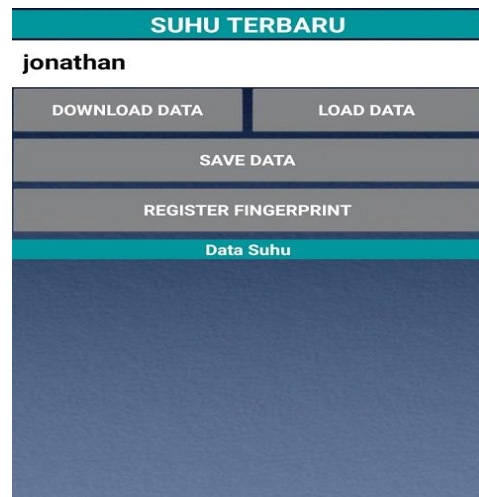 SUHU TERBARU
jonathan
DOWNLOAD DATA LOAD DATA
SAVE DATA
REGISTER FINGERPRINT
Data Suhu